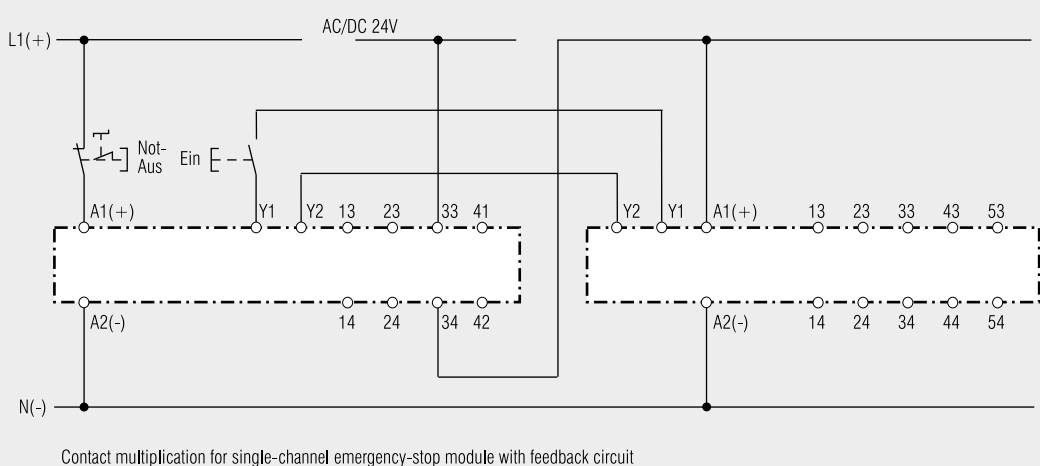 AC/DC 24V
L1(+)
Not-
Aus
Ein
A1(+) Y1 Y2 13 23 33 41
Y2 Y1 A1(+) 13 23 33 43 53
A2(-) 14 24 34 42
A2(-) 14 24 34 44 54
N(-)
Contact multiplication for single-channel emergency-stop module with feedback circuit